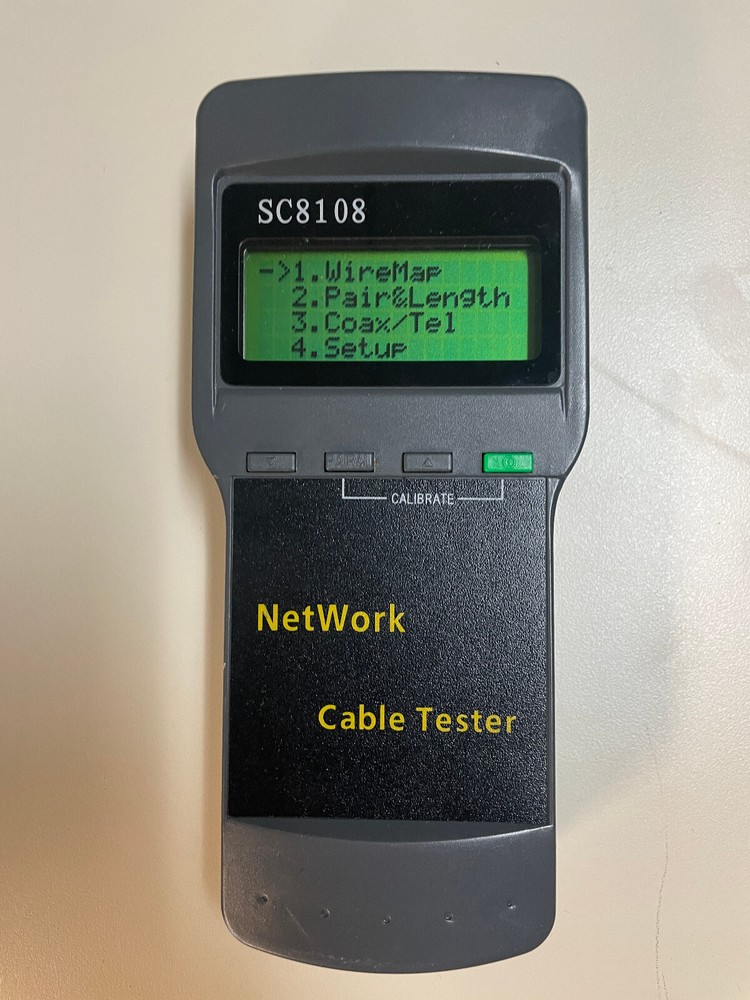 SC8108
->1.WireMap
2.Pair&Length
3.Coax/Tel
4.Setup
CALIBRATE
NetWork
Cable Tester